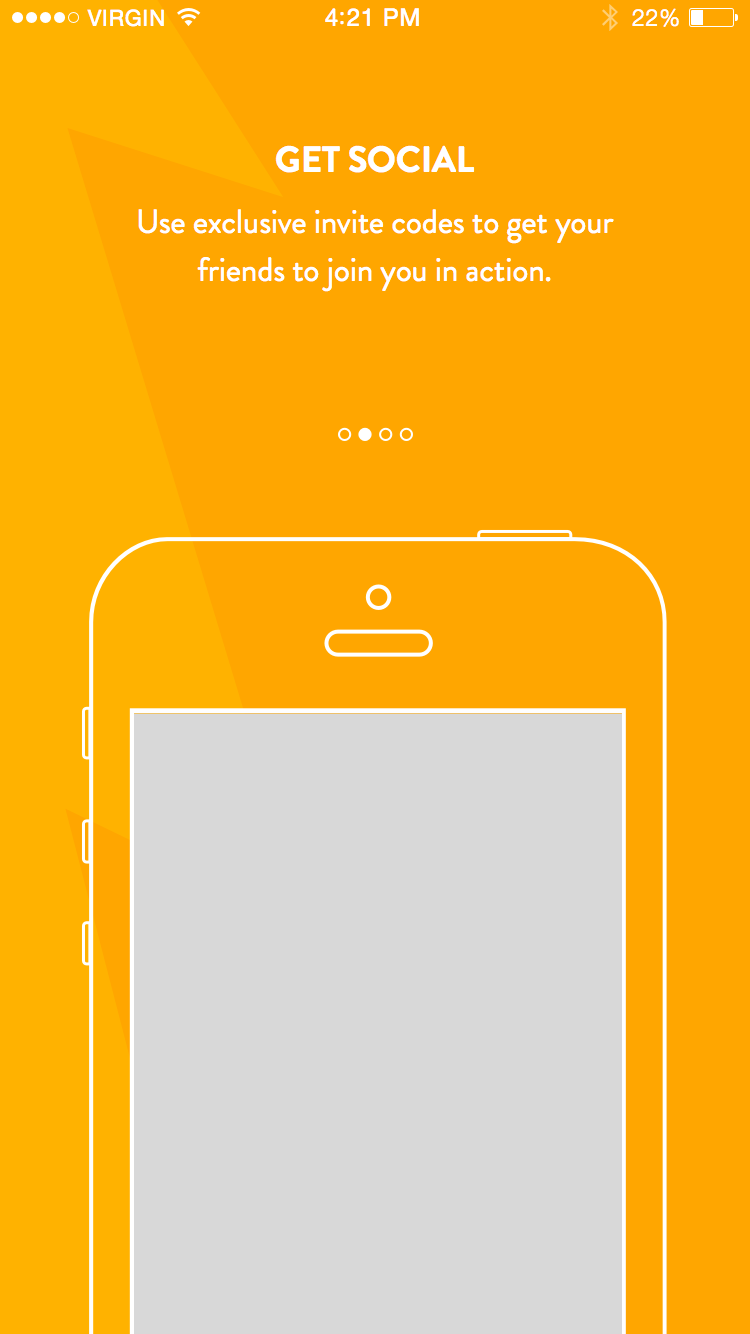 VIRGIN 4:21 PM 22%
GET SOCIAL
Use exclusive invite codes to get your
friends to join you in action.